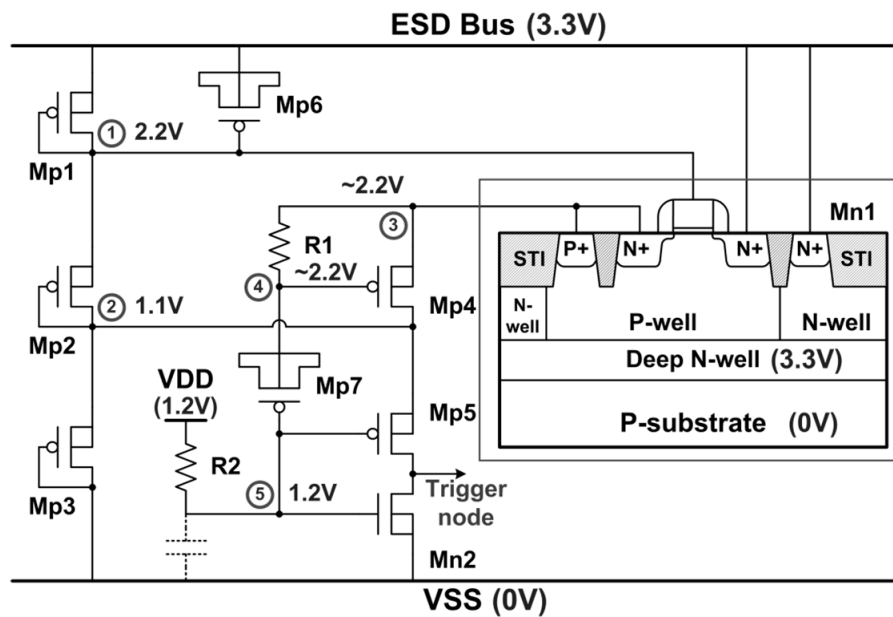 ESD Bus (3.3V)
Mp6
① 2.2V
Mp1
~2.2V
③
Mn1
R1
~2.2V
④
P+
N+
N+
N+
STI
STI
② 1.1V
Mp2
Mp4
N-
well
P-well
N-well
Deep N-well (3.3V)
Mp7
VDD
(1.2V)
Mp5
P-substrate (0V)
R2
Mp3
⑤ 1.2V
Trigger
node
Mn2
VSS (0V)